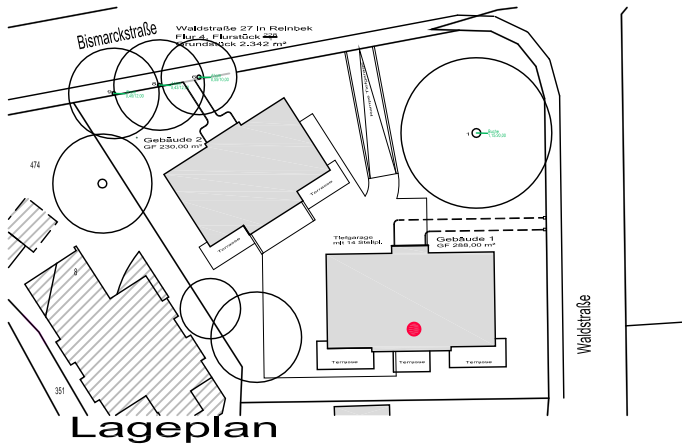 Bismarckstraße
Waldstraße 27 in Reinbek
Flur 4, Flurstück
Grundstück 2.342 m²
Gebäude 2
GF 230,00 m²
474
Terrasse
Terrasse
1
Tiefgarage
mit 14 Stellpl.
Gebäude 1
GF 288,00 m²
8
Waldstraße
Terrasse
Terrasse
Terrasse
351
Lageplan